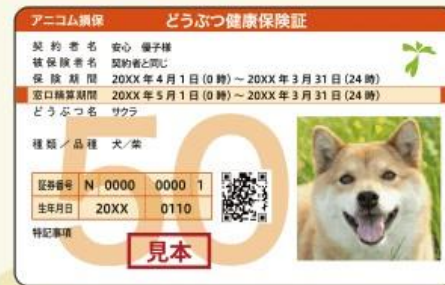 アニコム損保 どうぶつ健康保険証
契約者名 安心 優子様
被保険者名 契約者と同じ
保険期間 20XX年4月1日(0時)～20XX年3月31日(24時)
窓口精算期間 20XX年5月1日(0時)～20XX年3月31日(24時)
どうぶつ名 サクラ
種類／品種 犬／柴
50
証券番号 N 0000 0000 1
生年月日 20XX 0110
特記事項
見本